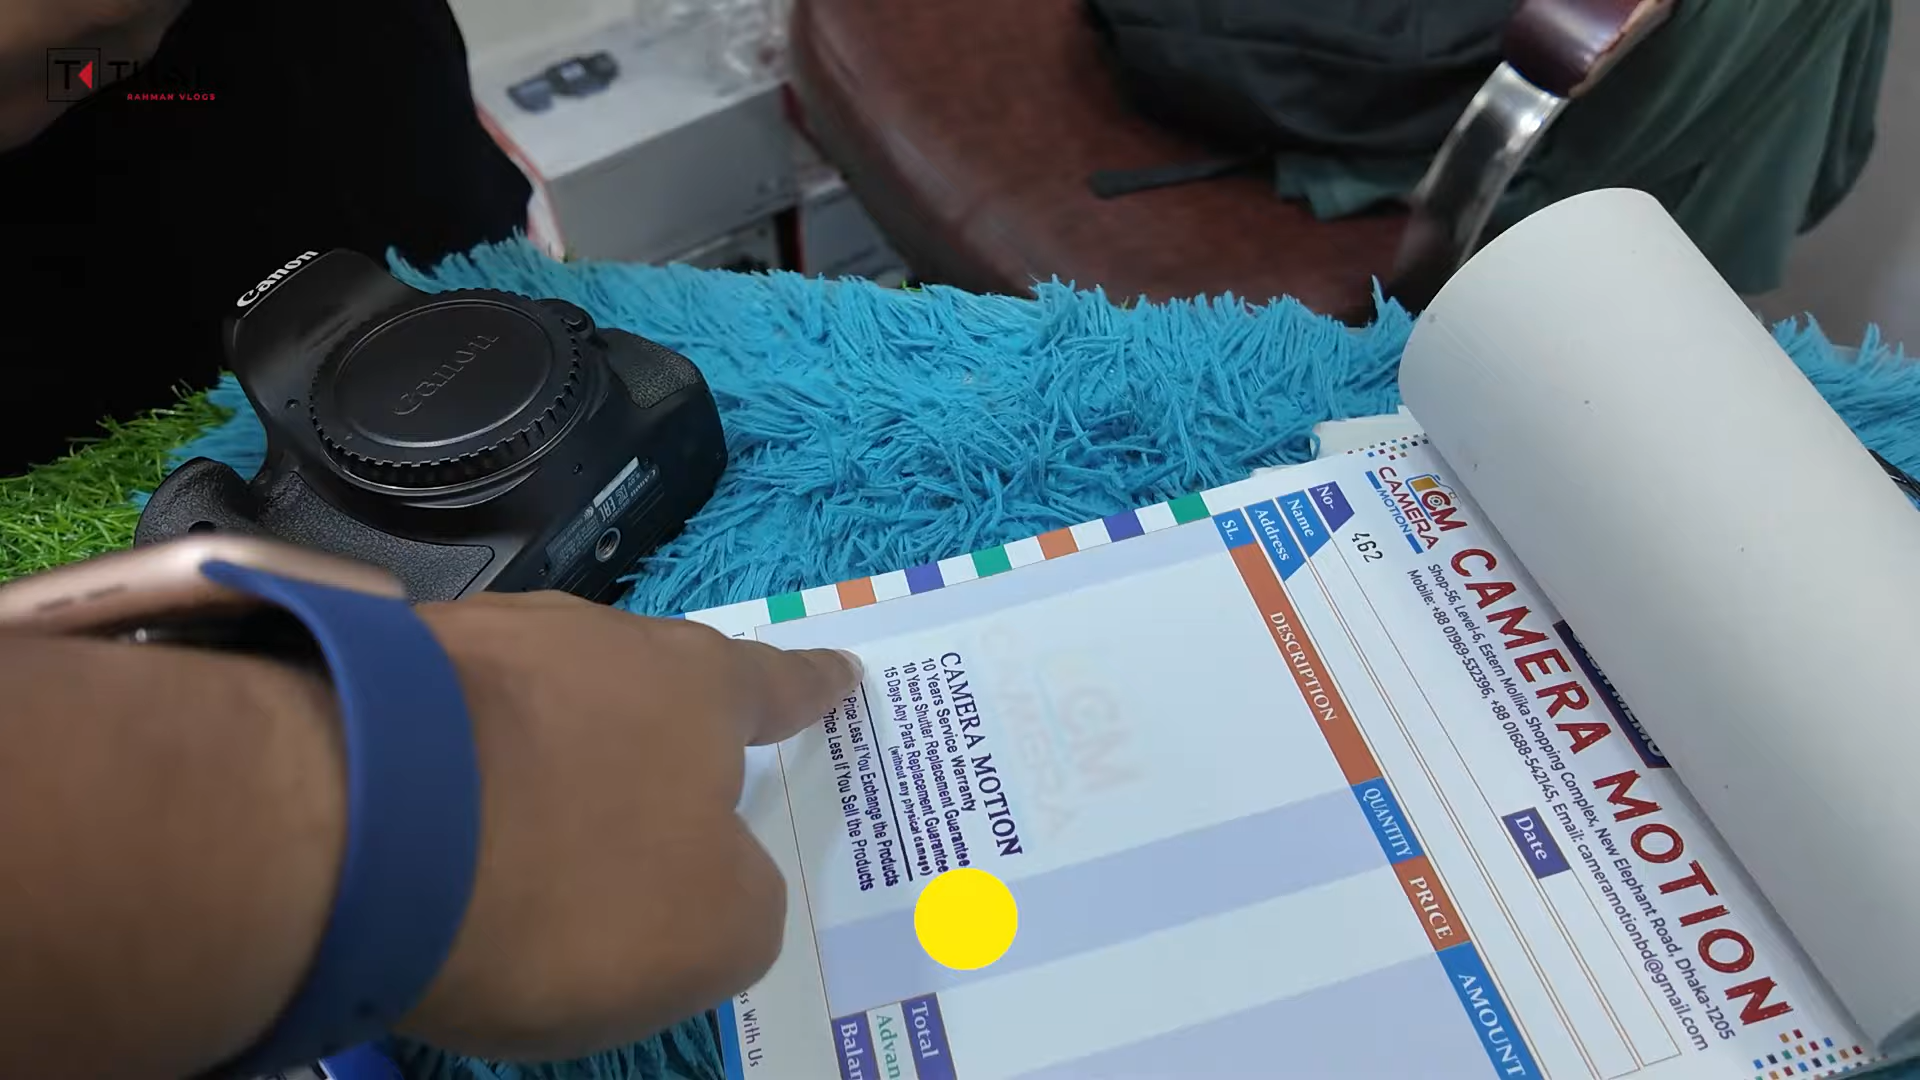 RAHMAN VLOGS
Canon
Canon
CM
CAMERA
MOTION
CAMERA MOTION
Shop-56, Level-6, Estern Mollika Shopping Complex, New Elephant Road, Dhaka-1205
Mobile: +88 01969-532396, +88 01688-542145, Email: cameramotionbd@gmail.com
No-
462
Name
Address
Date
SL.
DESCRIPTION
QUANTITY
PRICE
AMOUNT
CAMERA MOTION
10 Years Service Warranty
10 Years Shutter Replacement Guarantee
15 Days Any Parts Replacement Guarantee
(without any physical damage)
Price Less If You Exchange the Products
Price Less If You Sell the Products
Total
Advan
Balan
With Us